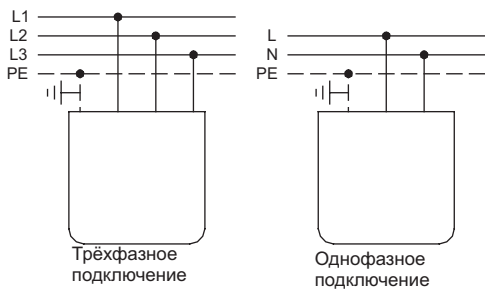 L1
L2
L3
PE
Трёхфазное
подключение
L
N
PE
Однофазное
подключение